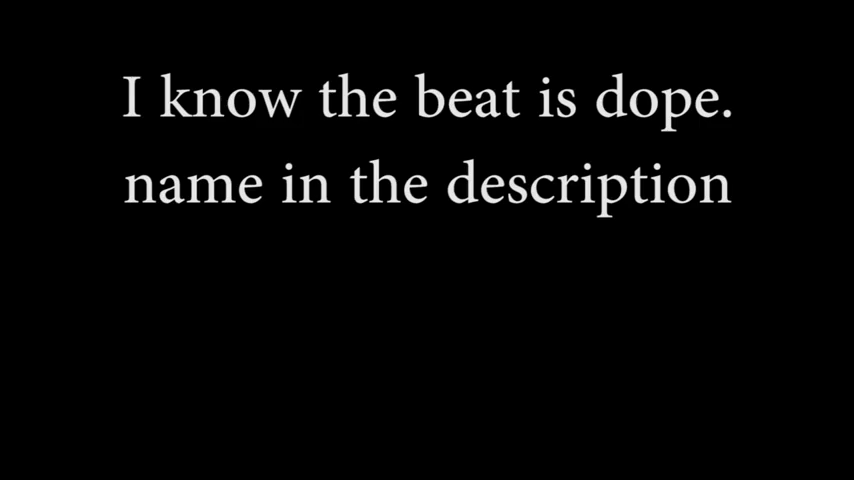 I know the beat is dope.
name in the description